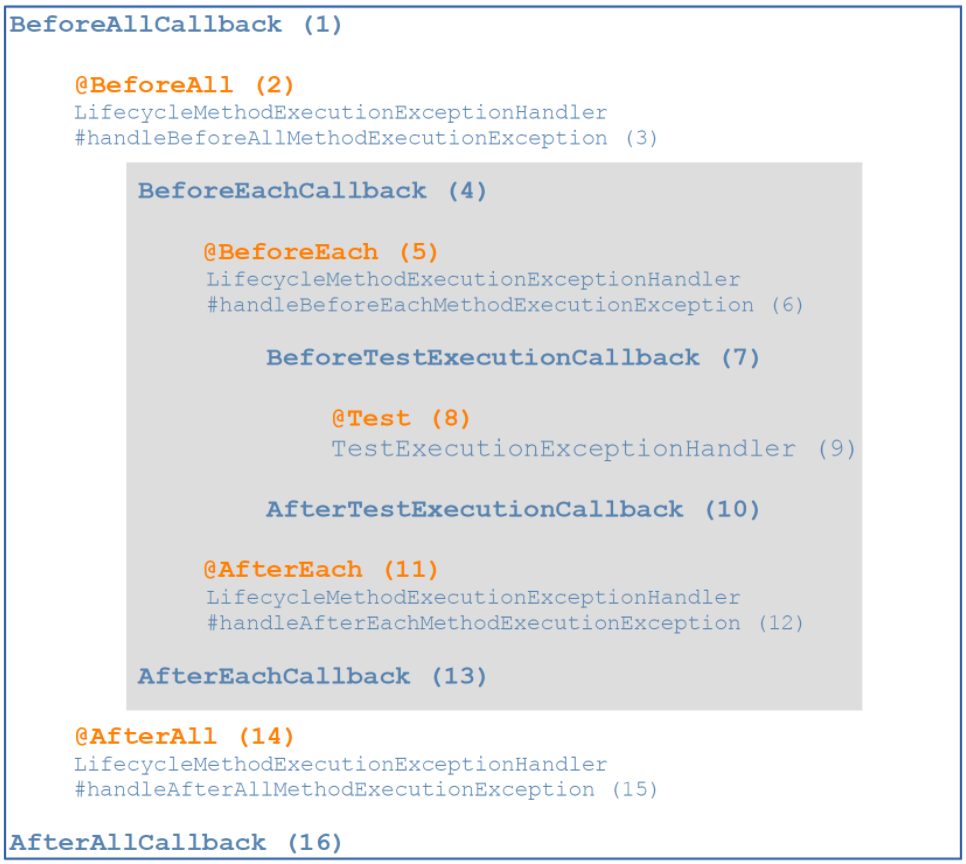 BeforeAllCallback (1)
@BeforeAll (2)
LifecycleMethodExecutionExceptionHandler
#handleBeforeAllMethodExecutionException (3)
BeforeEachCallback (4)
@BeforeEach (5)
LifecycleMethodExecutionExceptionHandler
#handleBeforeEachMethodExecutionException (6)
BeforeTestExecutionCallback (7)
@Test (8)
TestExecutionExceptionHandler (9)
AfterTestExecutionCallback (10)
@AfterEach (11)
LifecycleMethodExecutionExceptionHandler
#handleAfterEachMethodExecutionException (12)
AfterEachCallback (13)
@AfterAll (14)
LifecycleMethodExecutionExceptionHandler
#handleAfterAllMethodExecutionException (15)
AfterAllCallback (16)